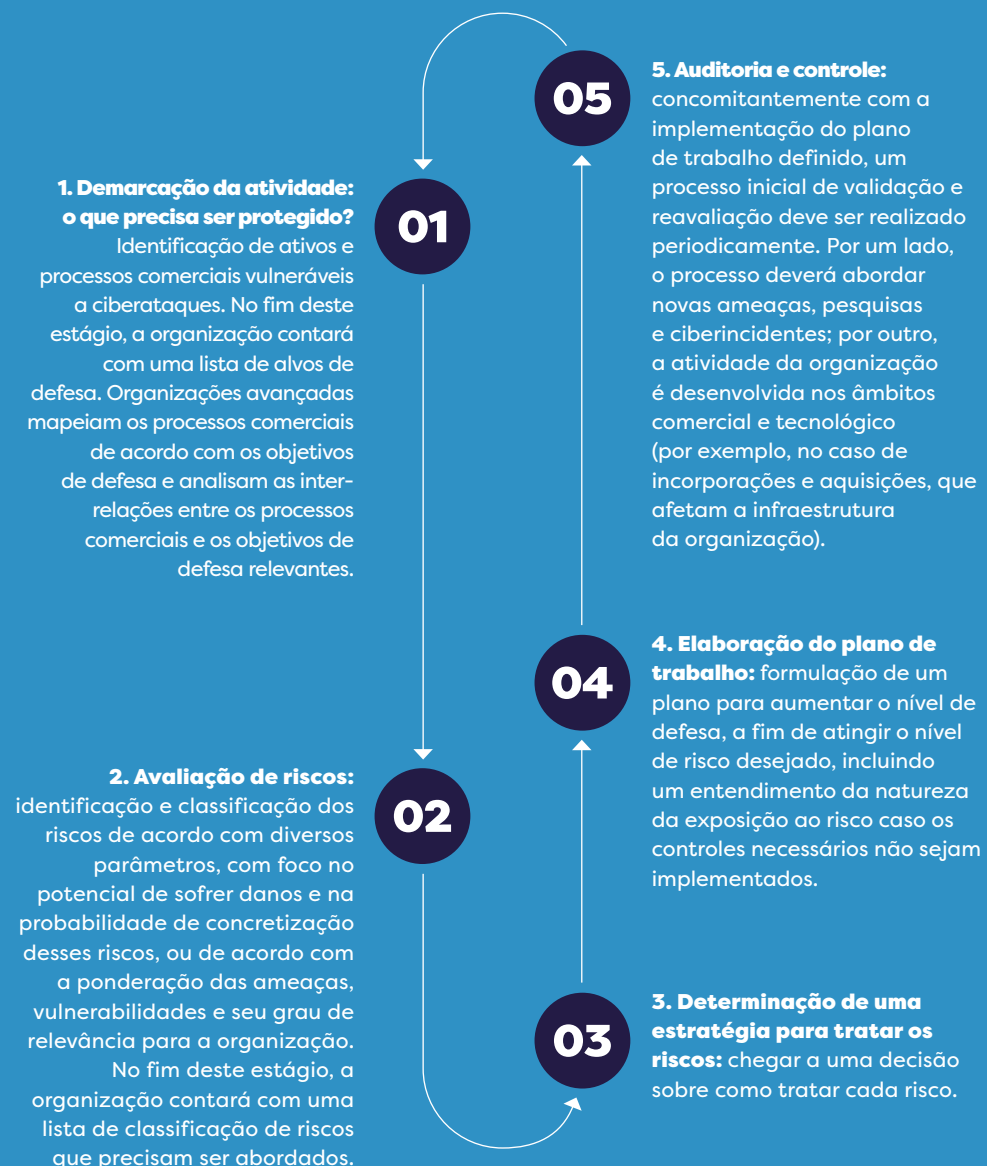 01
1. Demarcação da atividade:
o que precisa ser protegido?
Identificação de ativos e
processos comerciais vulneráveis
a ciberataques. No fim deste
estágio, a organização contará
com uma lista de alvos de
defesa. Organizações avançadas
mapeiam os processos comerciais
de acordo com os objetivos
de defesa e analisam as inter-
relações entre os processos
comerciais e os objetivos de
defesa relevantes.
02
2. Avaliação de riscos:
identificação e classificação dos
riscos de acordo com diversos
parâmetros, com foco no
potencial de sofrer danos e na
probabilidade de concretização
desses riscos, ou de acordo com
a ponderação das ameaças,
vulnerabilidades e seu grau de
relevância para a organização.
No fim deste estágio, a
organização contará com uma
lista de classificação de riscos
que precisam ser abordados.
03
3. Determinação de uma
estratégia para tratar os
riscos: chegar a uma decisão
sobre como tratar cada risco.
04
4. Elaboração do plano de
trabalho: formulação de um
plano para aumentar o nível de
defesa, a fim de atingir o nível
de risco desejado, incluindo
um entendimento da natureza
da exposição ao risco caso os
controles necessários não sejam
implementados.
05
5. Auditoria e controle:
concomitantemente com a
implementação do plano
de trabalho definido, um
processo inicial de validação e
reavaliação deve ser realizado
periodicamente. Por um lado,
o processo deverá abordar
novas ameaças, pesquisas
e ciberincidentes; por outro,
a atividade da organização
é desenvolvida nos âmbitos
comercial e tecnológico
(por exemplo, no caso de
incorporações e aquisições, que
afetam a infraestrutura
da organização).